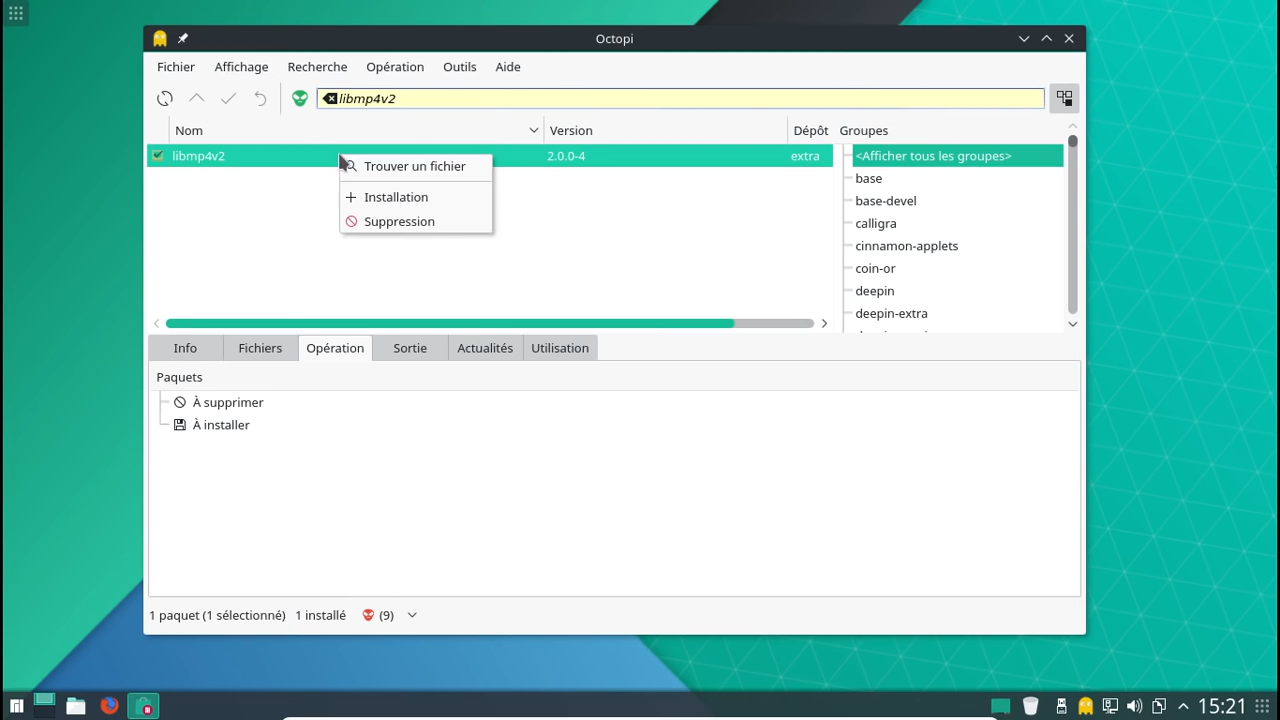 Octopi
Fichier Affichage Recherche Opération Outils Aide
libmp4v2
Nom Version Dépôt Groupes
libmp4v2 2.0.0-4 extra <Afficher tous les groupes>
Trouver un fichier
base
Installation
base-devel
Suppression
calligra
cinnamon-applets
coin-or
deepin
deepin-extra
Info Fichiers Opération Sortie Actualités Utilisation
Paquets
À supprimer
À installer
1 paquet (1 sélectionné) 1 installé (9)
15:21